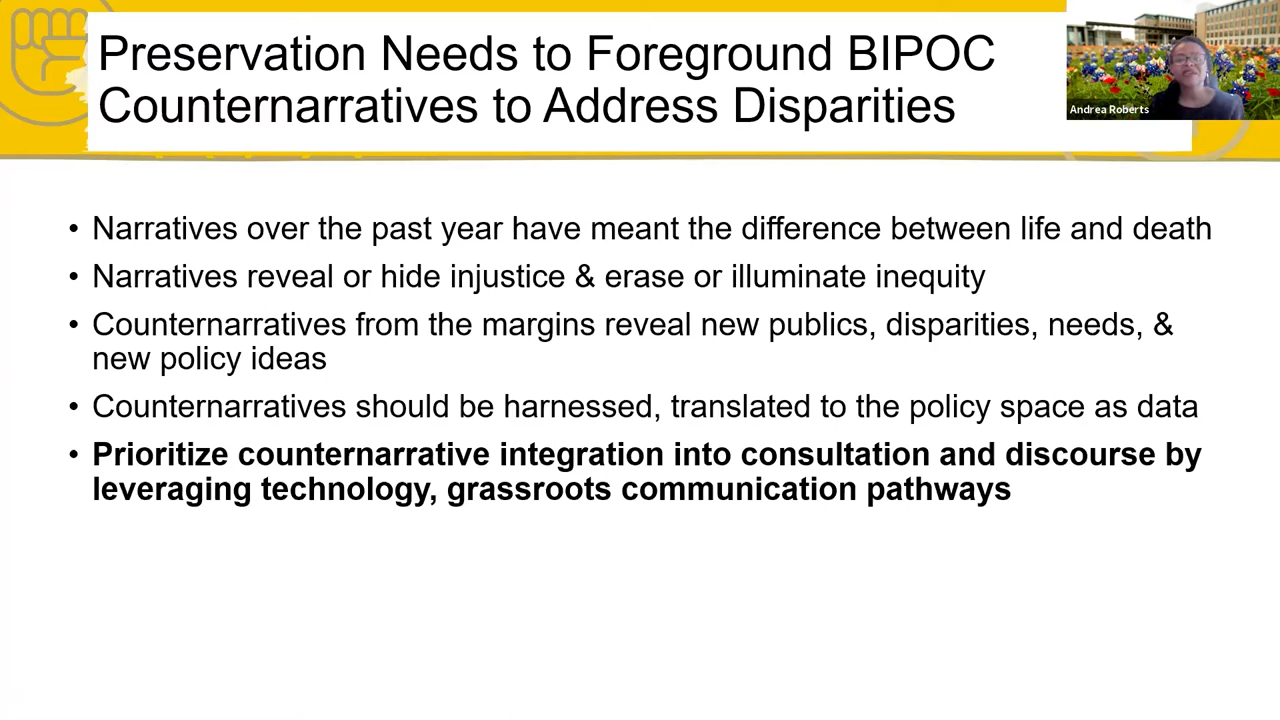 Preservation Needs to Foreground BIPOC
Counternarratives to Address Disparities
Andrea Roberts
• Narratives over the past year have meant the difference between life and death
• Narratives reveal or hide injustice & erase or illuminate inequity
• Counternarratives from the margins reveal new publics, disparities, needs, &
new policy ideas
• Counternarratives should be harnessed, translated to the policy space as data
• Prioritize counternarrative integration into consultation and discourse by
leveraging technology, grassroots communication pathways